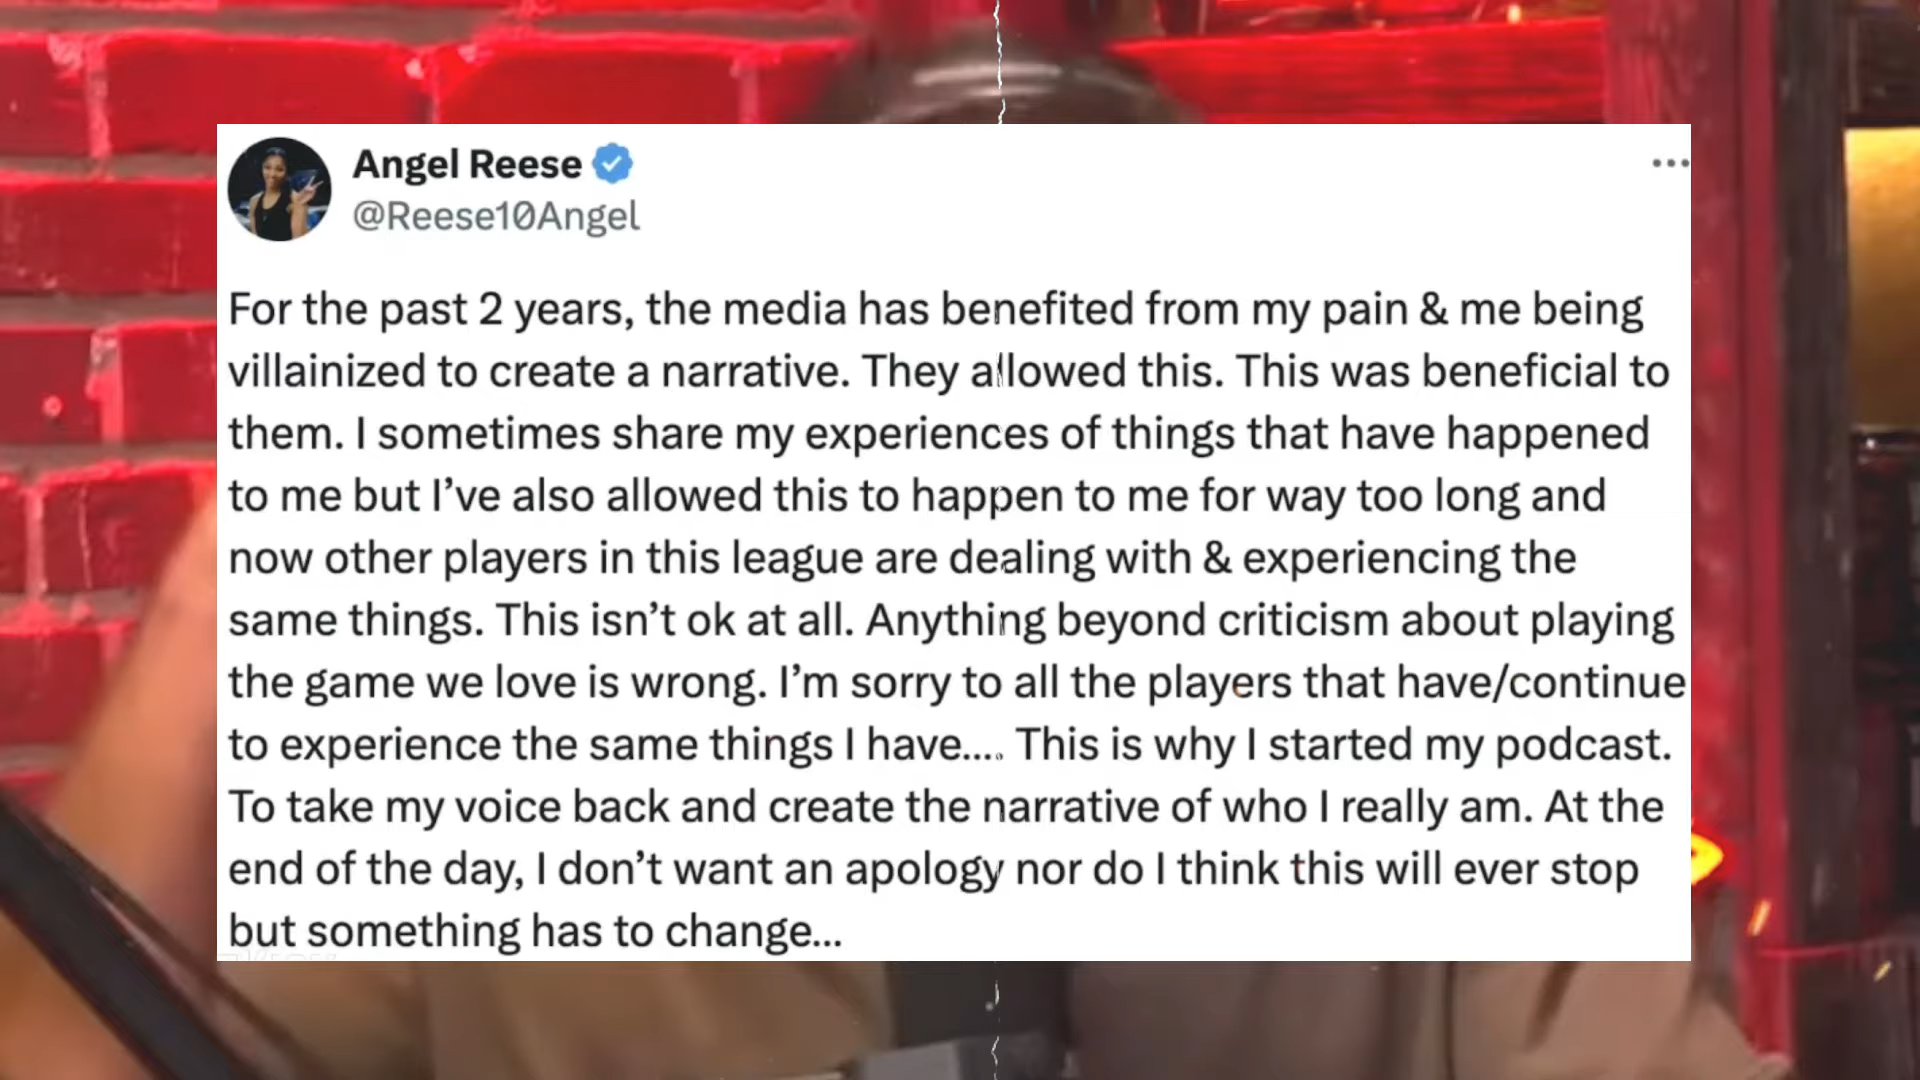 Angel Reese
@Reese10Angel
For the past 2 years, the media has benefited from my pain & me being
villainized to create a narrative. They allowed this. This was beneficial to
them. I sometimes share my experiences of things that have happened
to me but I’ve also allowed this to happen to me for way too long and
now other players in this league are dealing with & experiencing the
same things. This isn’t ok at all. Anything beyond criticism about playing
the game we love is wrong. I’m sorry to all the players that have/continue
to experience the same things I have.... This is why I started my podcast.
To take my voice back and create the narrative of who I really am. At the
end of the day, I don’t want an apology nor do I think this will ever stop
but something has to change...